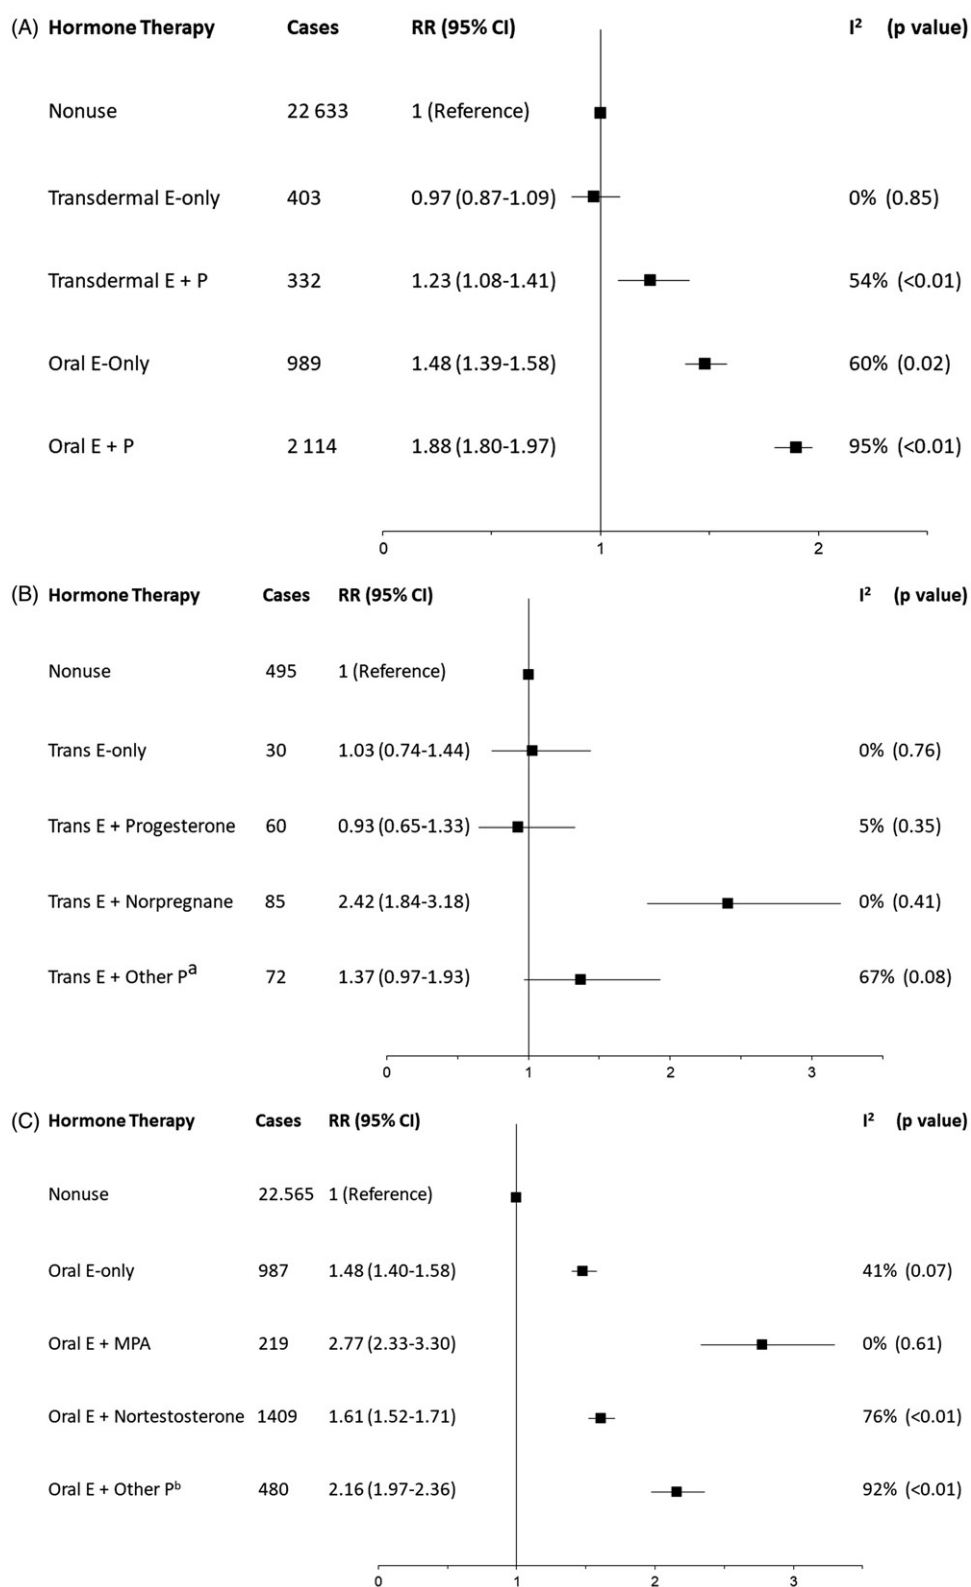 (A) Hormone Therapy Cases RR (95% CI) I² (p value)
Nonuse 22 633 1 (Reference)
Transdermal E-only 403 0.97 (0.87-1.09) 0% (0.85)
Transdermal E + P 332 1.23 (1.08-1.41) 54% (<0.01)
Oral E-Only 989 1.48 (1.39-1.58) 60% (0.02)
Oral E + P 2 114 1.88 (1.80-1.97) 95% (<0.01)
0 1 2
(B) Hormone Therapy Cases RR (95% CI) I² (p value)
Nonuse 495 1 (Reference)
Trans E-only 30 1.03 (0.74-1.44) 0% (0.76)
Trans E + Progesterone 60 0.93 (0.65-1.33) 5% (0.35)
Trans E + Norpregnane 85 2.42 (1.84-3.18) 0% (0.41)
Trans E + Other Pᵃ 72 1.37 (0.97-1.93) 67% (0.08)
0 1 2 3
(C) Hormone Therapy Cases RR (95% CI) I² (p value)
Nonuse 22.565 1 (Reference)
Oral E-only 987 1.48 (1.40-1.58) 41% (0.07)
Oral E + MPA 219 2.77 (2.33-3.30) 0% (0.61)
Oral E + Nortestosterone 1409 1.61 (1.52-1.71) 76% (<0.01)
Oral E + Other Pᵇ 480 2.16 (1.97-2.36) 92% (<0.01)
0 1 2 3